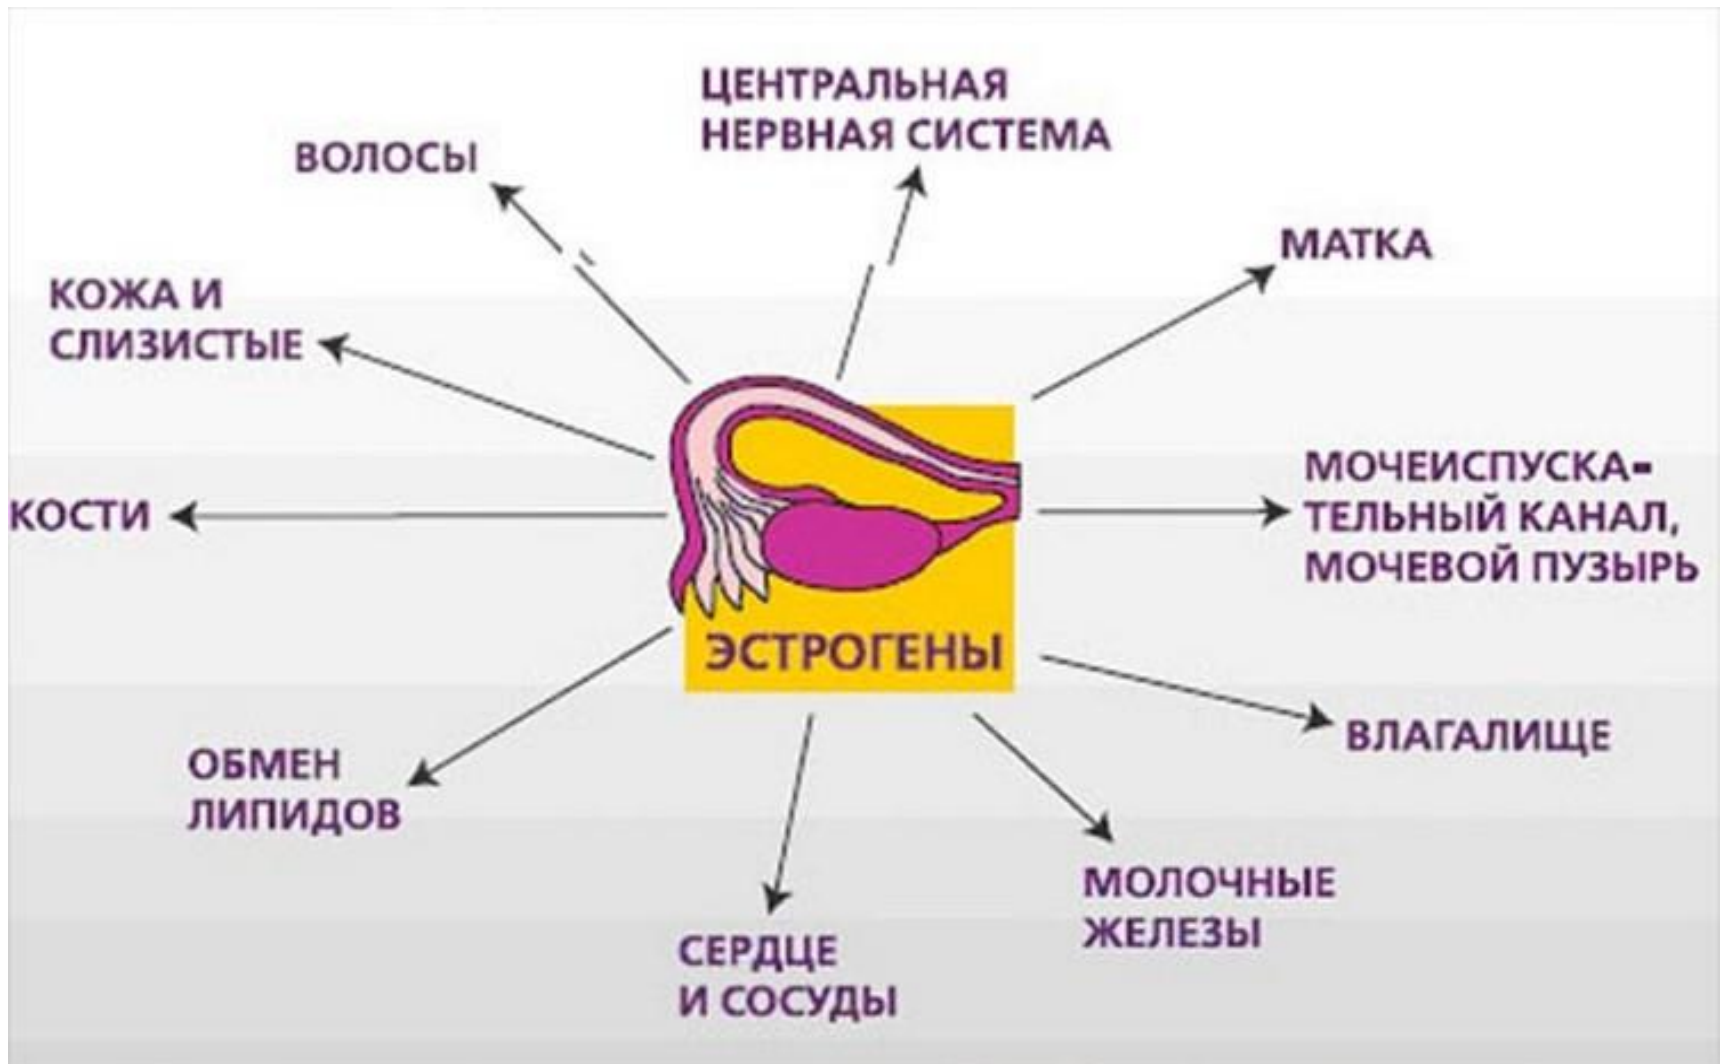 ЦЕНТРАЛЬНАЯ
НЕРВНАЯ СИСТЕМА
ВОЛОСЫ
МАТКА
КОЖА И
СЛИЗИСТЫЕ
МОЧЕИСПУСКА-
ТЕЛЬНЫЙ КАНАЛ,
МОЧЕВОЙ ПУЗЫРЬ
КОСТИ
ЭСТРОГЕНЫ
ВЛАГАЛИЩЕ
ОБМЕН
ЛИПИДОВ
МОЛОЧНЫЕ
ЖЕЛЕЗЫ
СЕРДЦЕ
И СОСУДЫ